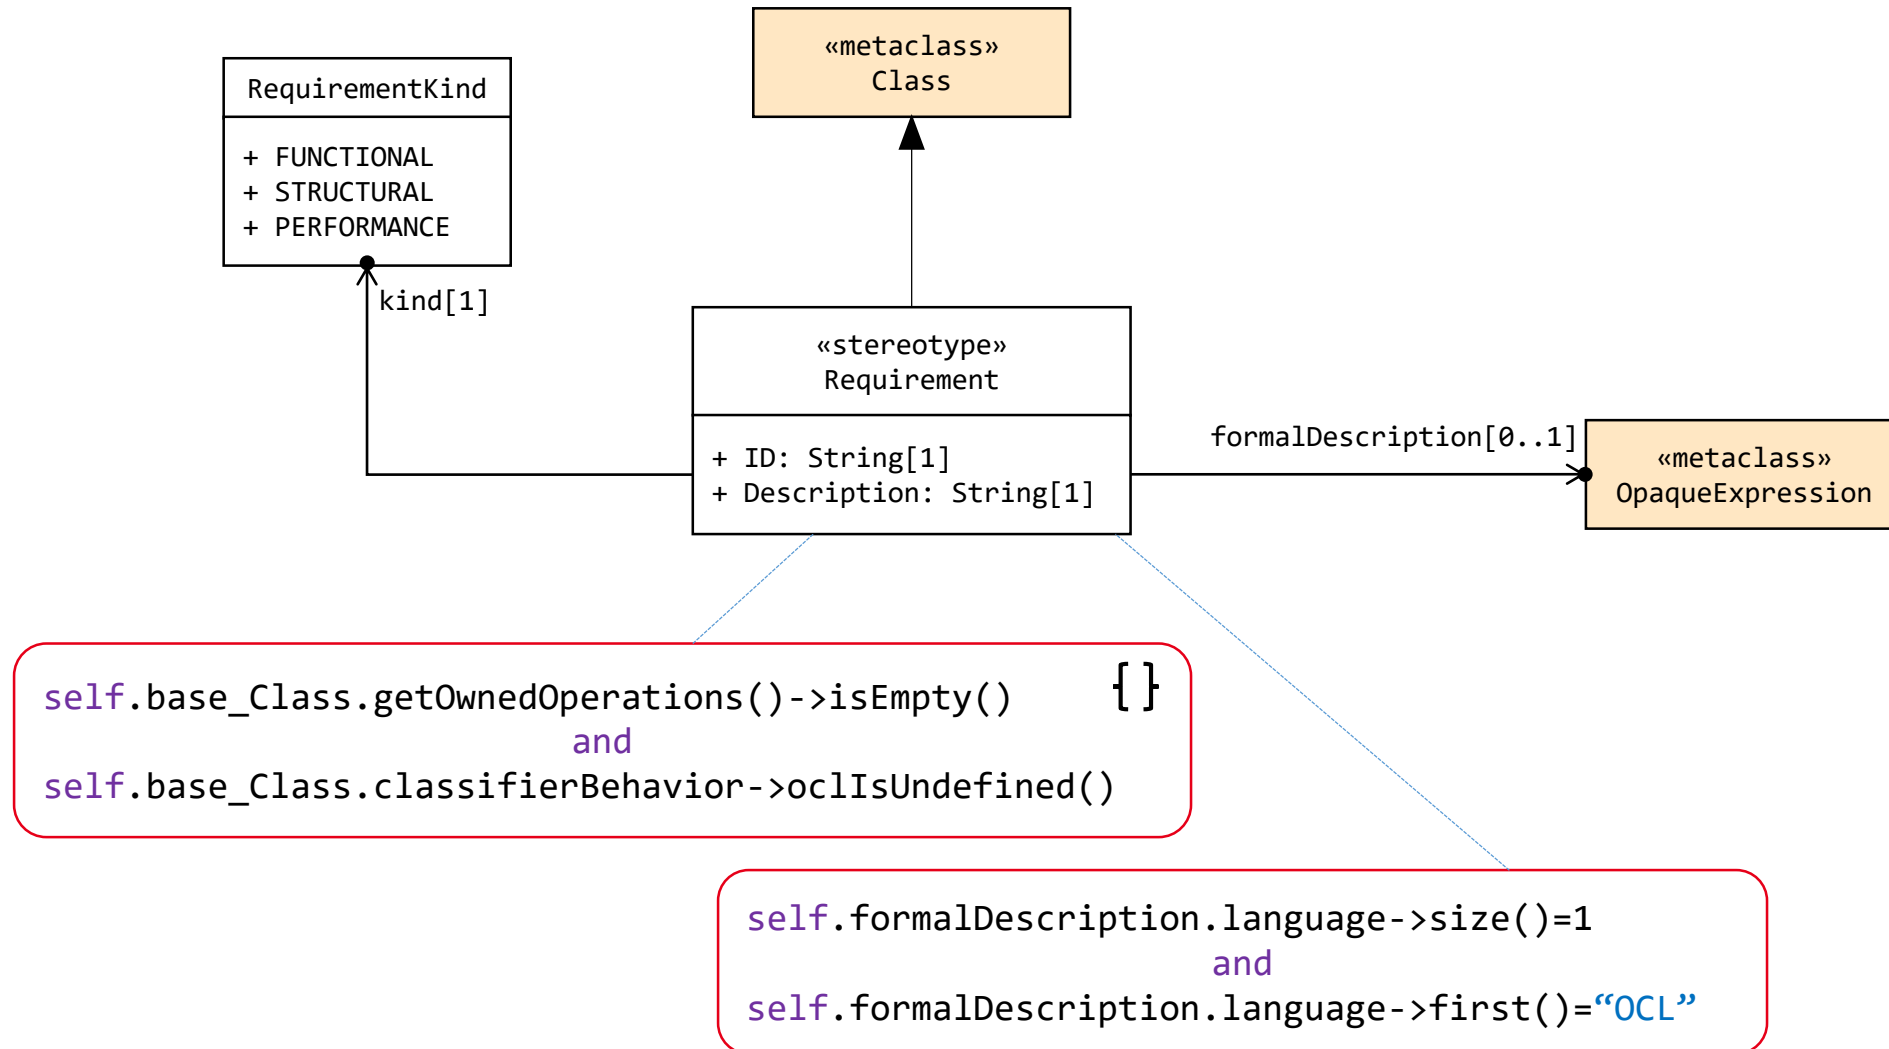 «metaclass»
Class
RequirementKind
+ FUNCTIONAL
+ STRUCTURAL
+ PERFORMANCE
kind[1]
«stereotype»
Requirement
+ ID: String[1]
+ Description: String[1]
formalDescription[0..1]
«metaclass»
OpaqueExpression
{}
self.base_Class.getOwnedOperations()->isEmpty()
and
self.base_Class.classifierBehavior->oclIsUndefined()
self.formalDescription.language->size()=1
and
self.formalDescription.language->first()=“OCL”